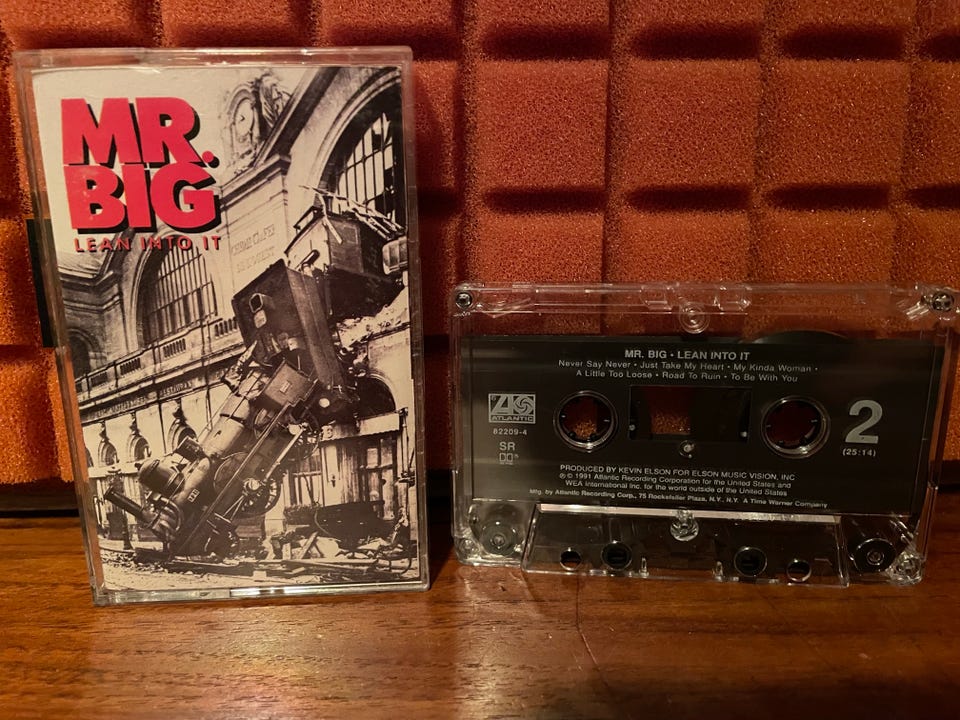 MR.
BIG
LEAN INTO IT
MR. BIG • LEAN INTO IT
Never Say Never • Just Take My Heart • My Kinda Woman •
A Little Too Loose • Road To Ruin • To Be With You
ATLANTIC
82209-4
SR
2
(25:14)
PRODUCED BY KEVIN ELSON FOR ELSON MUSIC VISION, INC
℗ © 1991 Atlantic Recording Corporation for the United States and
WEA International Inc. for the world outside of the United States
Mfg. by Atlantic Recording Corp., 75 Rockefeller Plaza, N.Y., N.Y. A Time Warner Company